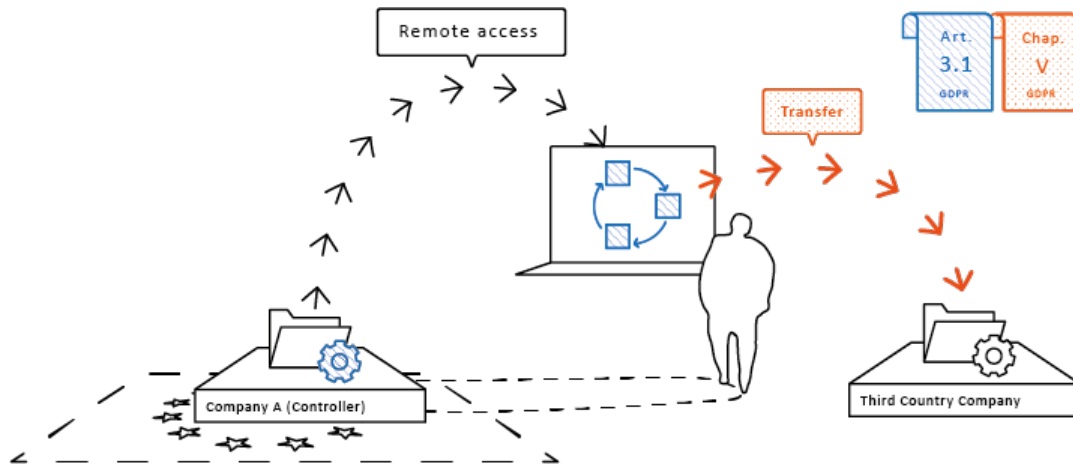 Remote access
Art.
3.1
GDPR
Chap.
V
GDPR
Transfer
Company A (Controller)
Third Country Company